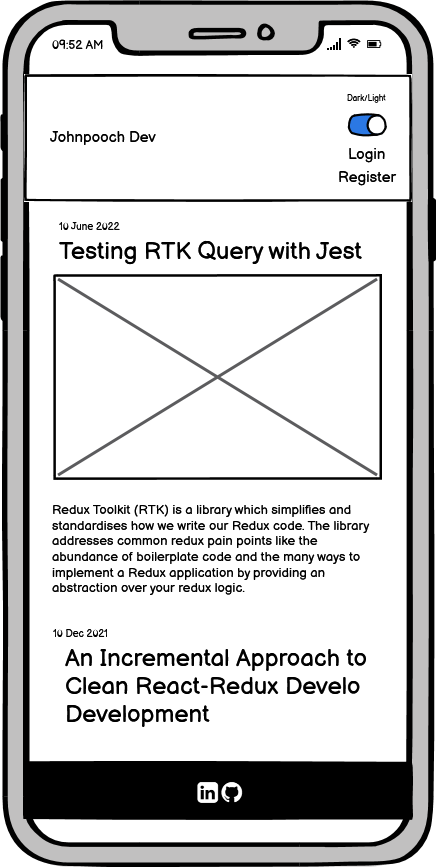 09:52 AM
Dark/Light
Johnpooch Dev
Login
Register
10 June 2022
Testing RTK Query with Jest
Redux Toolkit (RTK) is a library which simplifies and
standardises how we write our Redux code. The library
addresses common redux pain points like the
abundance of boilerplate code and the many ways to
implement a Redux application by providing an
abstraction over your redux logic.
10 Dec 2021
An Incremental Approach to
Clean React-Redux Develo
Development
in